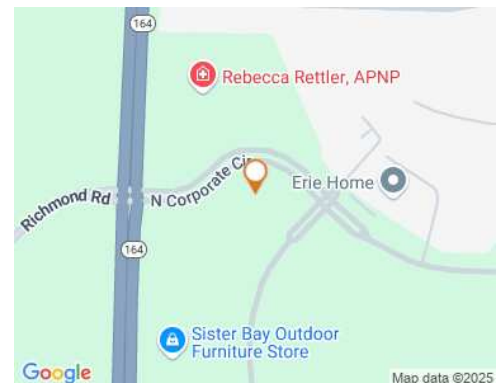 164
Rebecca Rettler, APNP
N Corporate Cir
Erie Home
Richmond Rd
164
Sister Bay Outdoor
Furniture Store
Google
Map data ©2025